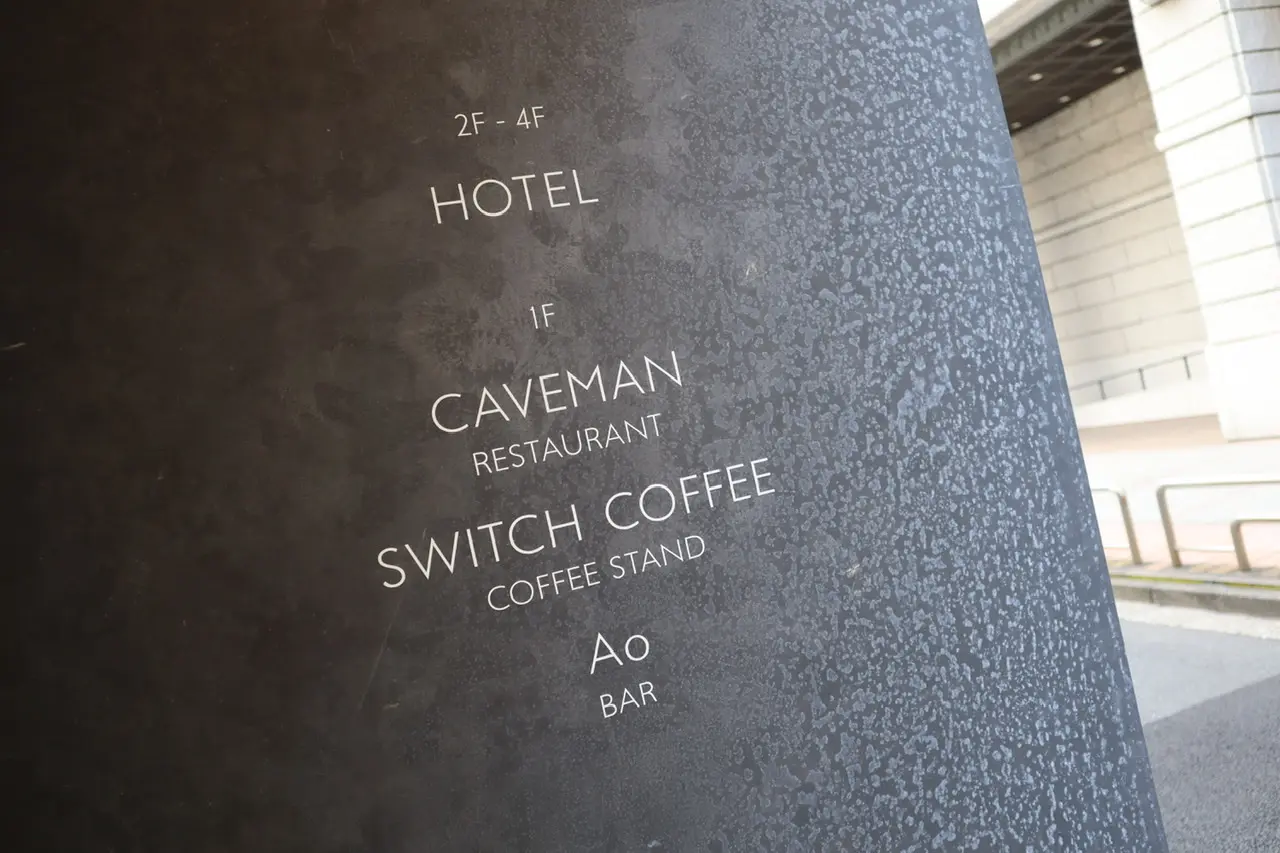 2F - 4F
HOTEL
1F
CAVEMAN
RESTAURANT
SWITCH COFFEE
COFFEE STAND
Ao
BAR